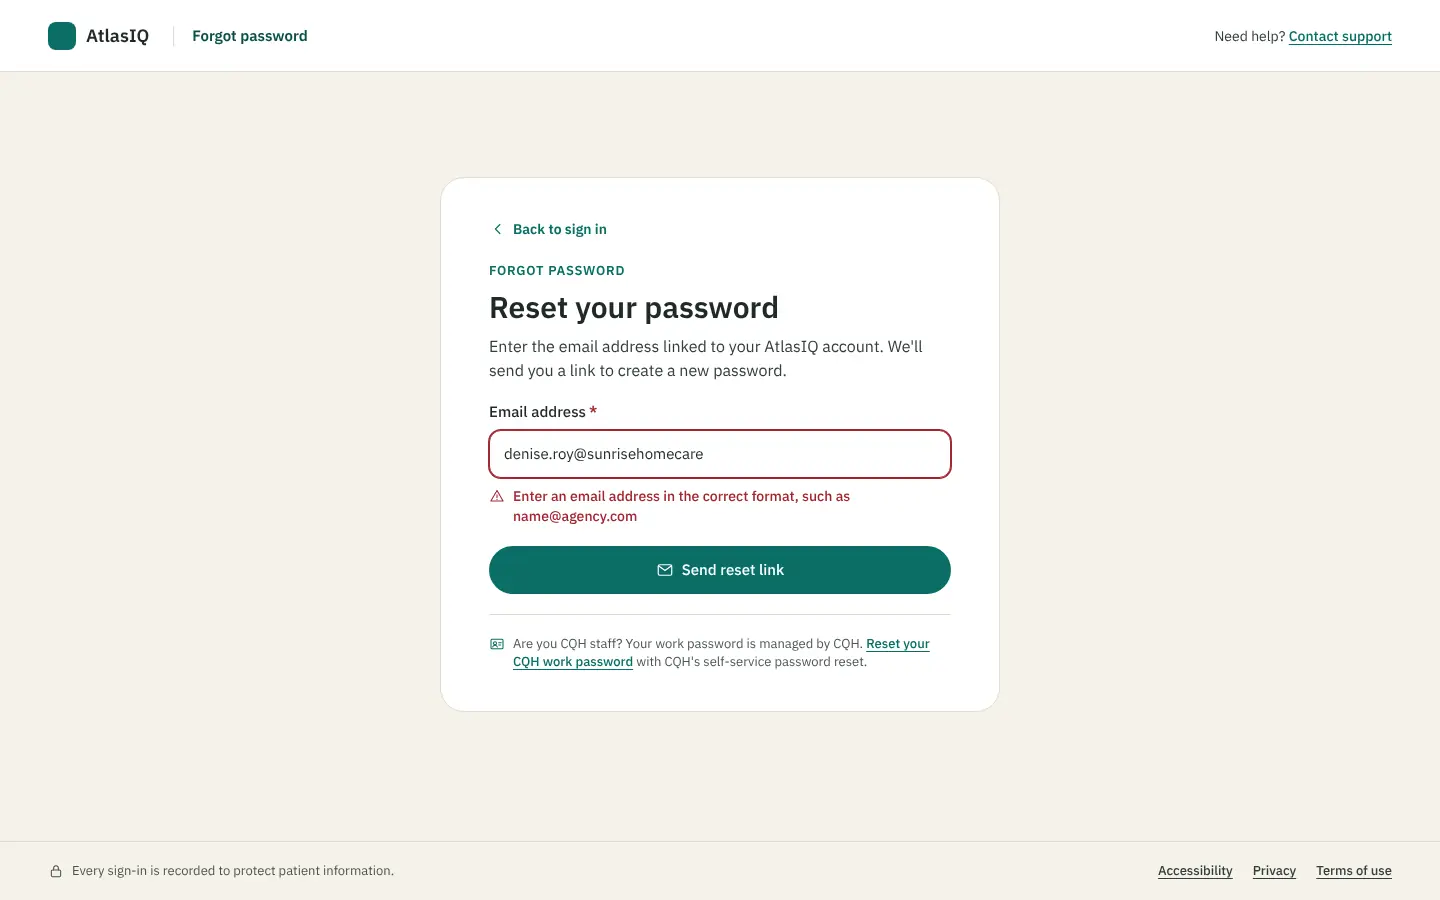 AtlasIQ
Forgot password
Need help? Contact support
Back to sign in
FORGOT PASSWORD
Reset your password
Enter the email address linked to your AtlasIQ account. We'll
send you a link to create a new password.
Email address *
denise.roy@sunrisehomecare
Enter an email address in the correct format, such as
name@agency.com
Send reset link
Are you CQH staff? Your work password is managed by CQH. Reset your
CQH work password with CQH's self-service password reset.
Every sign-in is recorded to protect patient information.
Accessibility
Privacy
Terms of use